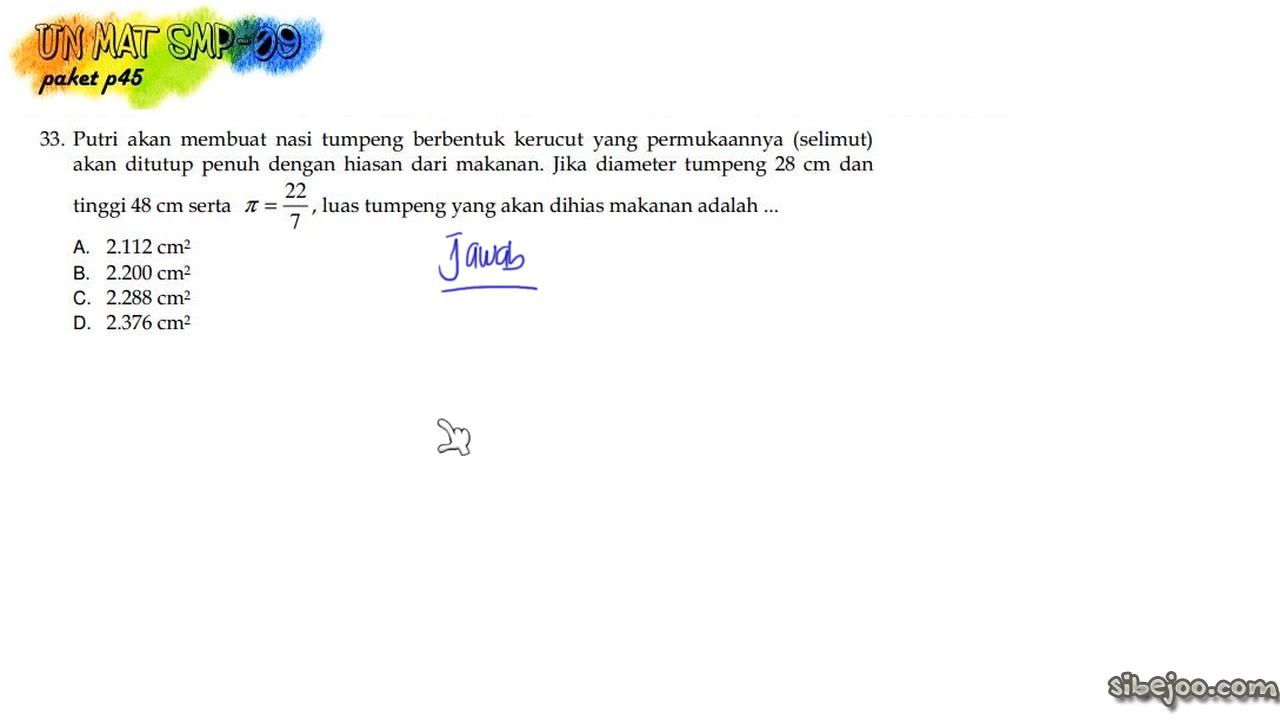 UN MAT SMP-09
paket p45
33. Putri akan membuat nasi tumpeng berbentuk kerucut yang permukaannya (selimut)
akan ditutup penuh dengan hiasan dari makanan. Jika diameter tumpeng 28 cm dan
tinggi 48 cm serta π = 22/7, luas tumpeng yang akan dihias makanan adalah ...
A. 2.112 cm²
B. 2.200 cm²
C. 2.288 cm²
D. 2.376 cm²
Jawab
sibejoo.com